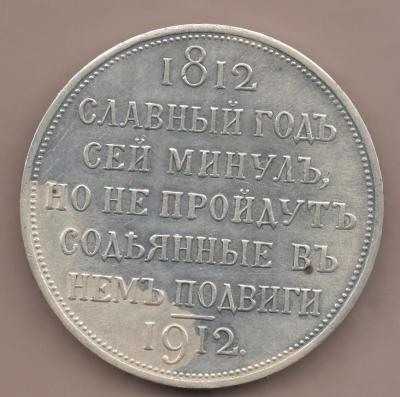 1812
СЛАВНЫЙ ГОДЪ
СЕЙ МИНУЛЪ,
НО НЕ ПРОЙДУТЪ
СОДѢЯННЫЕ ВЪ
НЕМЪ ПОДВИГИ
1912.